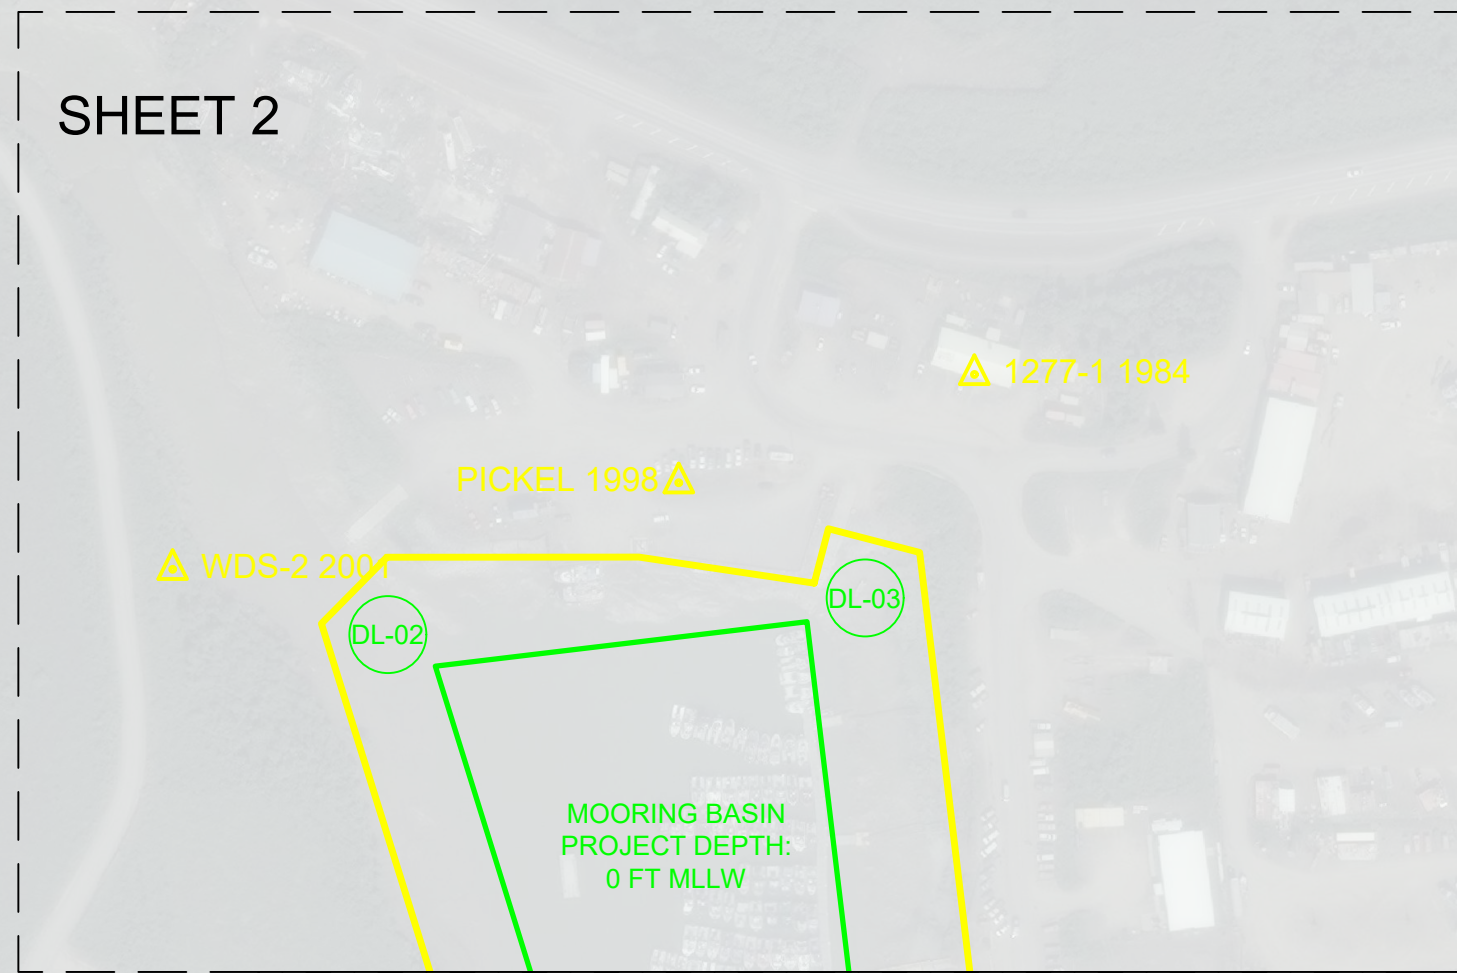 SHEET 2
1277-1 1984
PICKEL 1998
WDS-2 2001
DL-03
DL-02
MOORING BASIN
PROJECT DEPTH:
0 FT MLLW